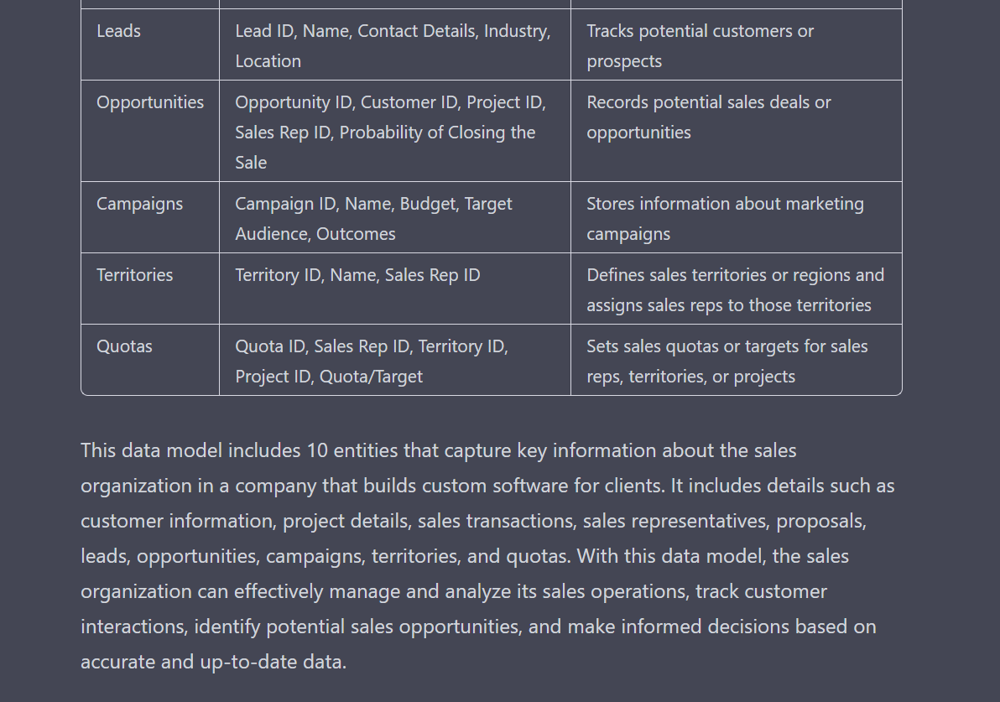 Leads
Lead ID, Name, Contact Details, Industry,
Location
Tracks potential customers or
prospects
Opportunities
Opportunity ID, Customer ID, Project ID,
Sales Rep ID, Probability of Closing the
Sale
Records potential sales deals or
opportunities
Campaigns
Campaign ID, Name, Budget, Target
Audience, Outcomes
Stores information about marketing
campaigns
Territories
Territory ID, Name, Sales Rep ID
Defines sales territories or regions and
assigns sales reps to those territories
Quotas
Quota ID, Sales Rep ID, Territory ID,
Project ID, Quota/Target
Sets sales quotas or targets for sales
reps, territories, or projects
This data model includes 10 entities that capture key information about the sales
organization in a company that builds custom software for clients. It includes details such as
customer information, project details, sales transactions, sales representatives, proposals,
leads, opportunities, campaigns, territories, and quotas. With this data model, the sales
organization can effectively manage and analyze its sales operations, track customer
interactions, identify potential sales opportunities, and make informed decisions based on
accurate and up-to-date data.